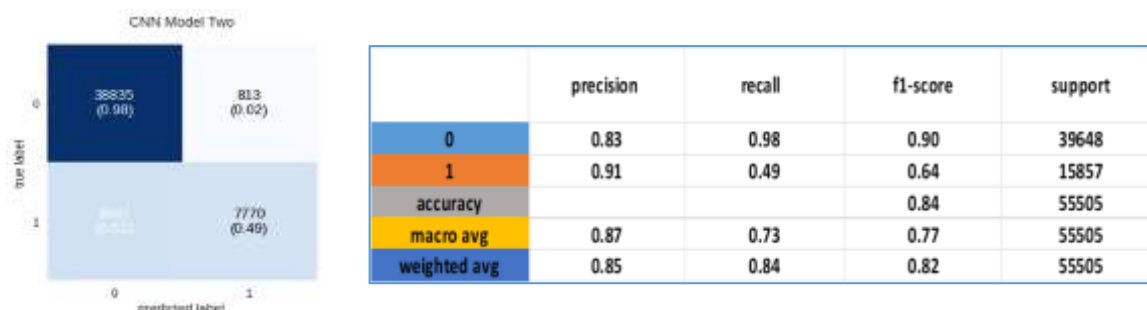 CNN Model Two
0
38835
(0.98)
813
(0.02)
true label
1
7770
(0.49)
0
1
predicted label
precision recall f1-score support
0 0.83 0.98 0.90 39648
1 0.91 0.49 0.64 15857
accuracy 0.84 55505
macro avg 0.87 0.73 0.77 55505
weighted avg 0.85 0.84 0.82 55505